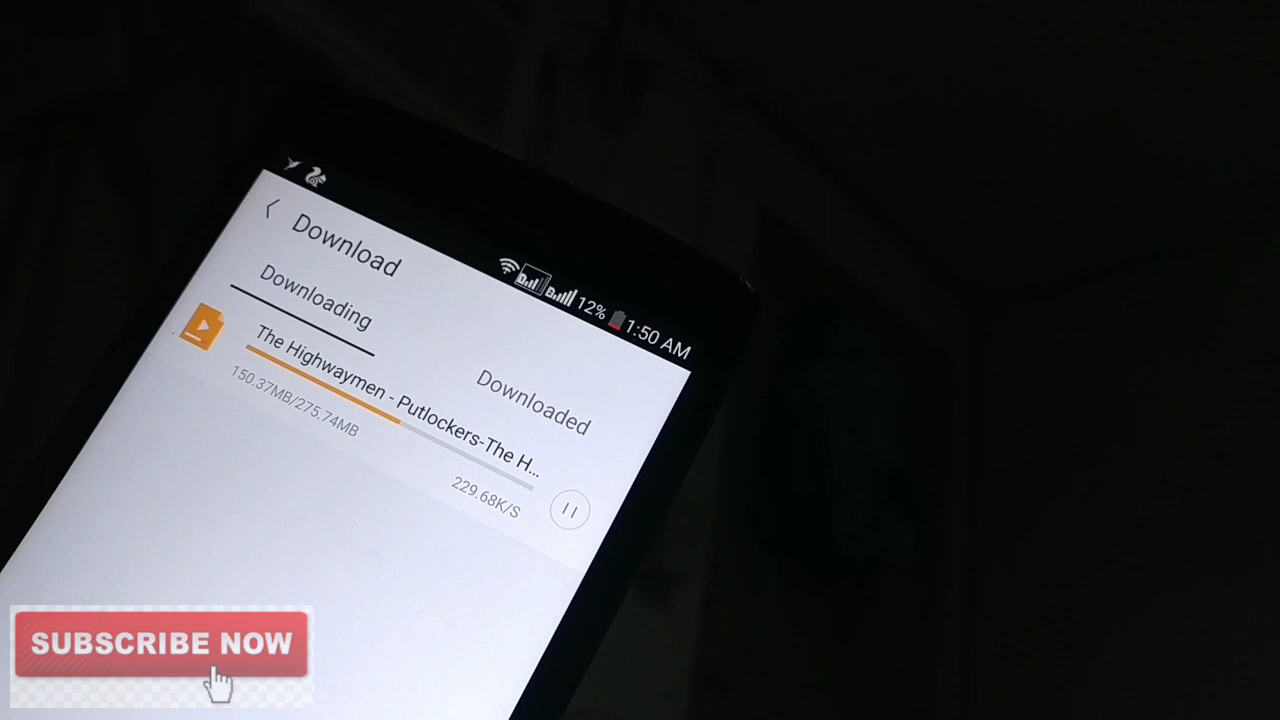 12% 1:50 AM
Download
Downloading
Downloaded
The Highwaymen - Putlockers-The H...
150.37MB/275.74MB
229.68K/S
SUBSCRIBE NOW